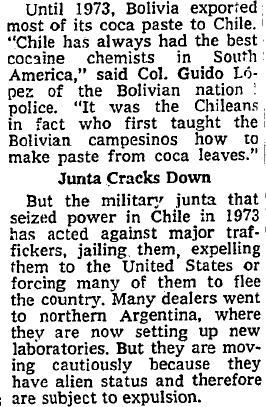 Until 1973, Bolivia exported
most of its coca paste to Chile.
"Chile has always had the best
cocaine chemists in South
America," said Col. Guido Ló-
pez of the Bolivian nation
police. "It was the Chileans
in fact who first taught the
Bolivian campesinos how to
make paste from coca leaves."
Junta Cracks Down
But the military junta that
seized power in Chile in 1973
has acted against major traf-
fickers, jailing them, expelling
them to the United States or
forcing many of them to flee
the country. Many dealers went
to northern Argentina, where
they are now setting up new
laboratories. But they are mov-
ing cautiously because they
have alien status and therefore
are subject to expulsion.